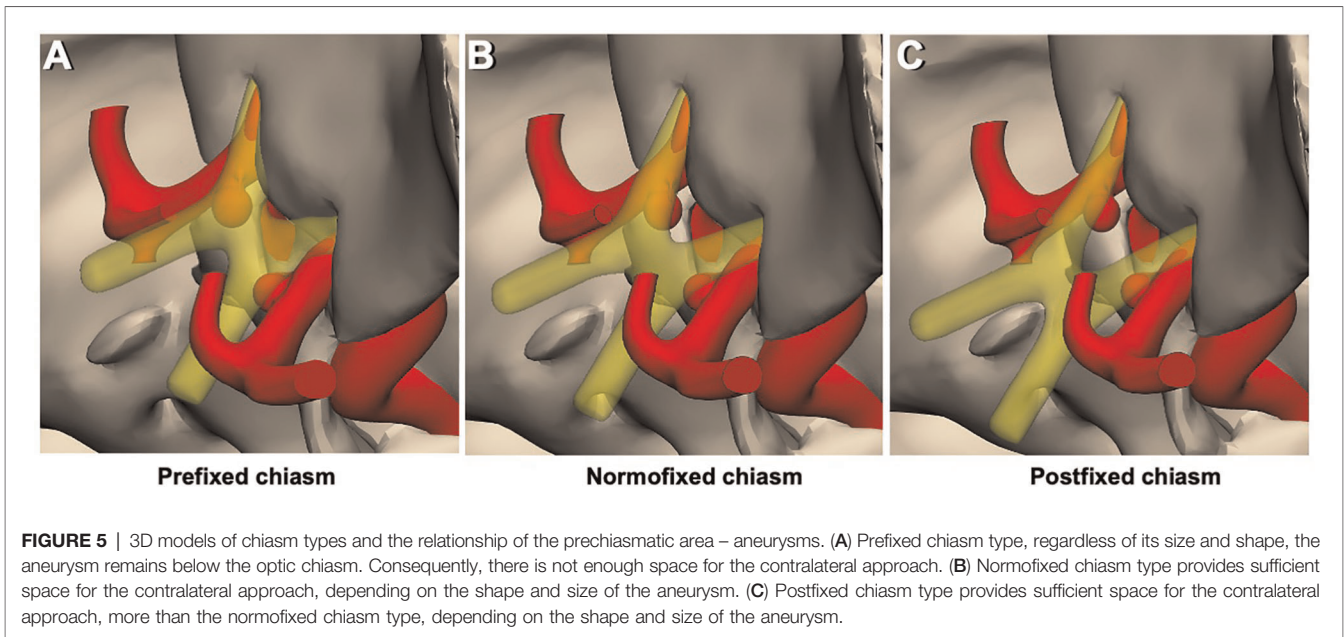 A
B
C
Prefixed chiasm
Normofixed chiasm
Postfixed chiasm
FIGURE 5 | 3D models of chiasm types and the relationship of the prechiasmatic area – aneurysms. (A) Prefixed chiasm type, regardless of its size and shape, the
aneurysm remains below the optic chiasm. Consequently, there is not enough space for the contralateral approach. (B) Normofixed chiasm type provides sufficient
space for the contralateral approach, depending on the shape and size of the aneurysm. (C) Postfixed chiasm type provides sufficient space for the contralateral
approach, more than the normofixed chiasm type, depending on the shape and size of the aneurysm.